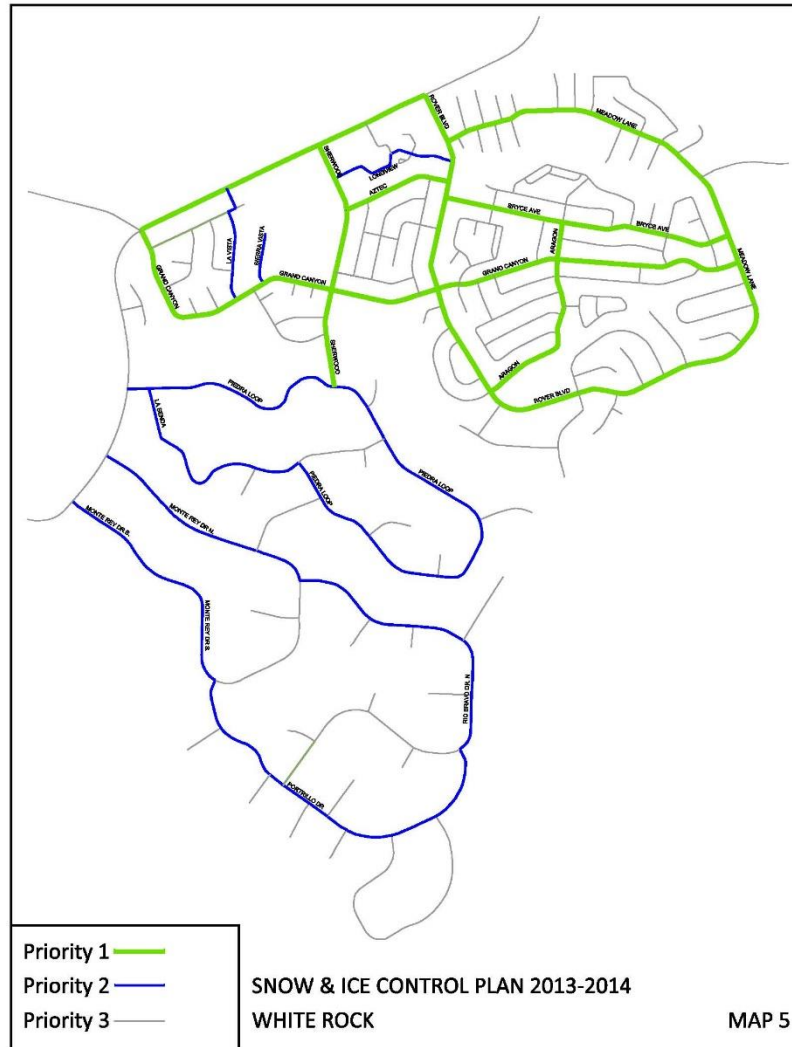 ROVER BLVD
MEADOW LANE
SHERWOOD
LONGVIEW
AZTEC
BRYCE AVE
BRYCE AVE
LA VISTA
SIERRA VISTA
ARAGON
GRAND CANYON
GRAND CANYON
GRAND CANYON
MEADOW LANE
SHERWOOD
ARAGON
ROVER BLVD
PIEDRA LOOP
LA SENDA
PIEDRA LOOP
PIEDRA LOOP
MONTE REY DR N.
MONTE REY DR S.
MONTE REY DR S.
RIO BRAVO DR. N
PORTRILLO DR
Priority 1
Priority 2
Priority 3
SNOW & ICE CONTROL PLAN 2013-2014
WHITE ROCK
MAP 5